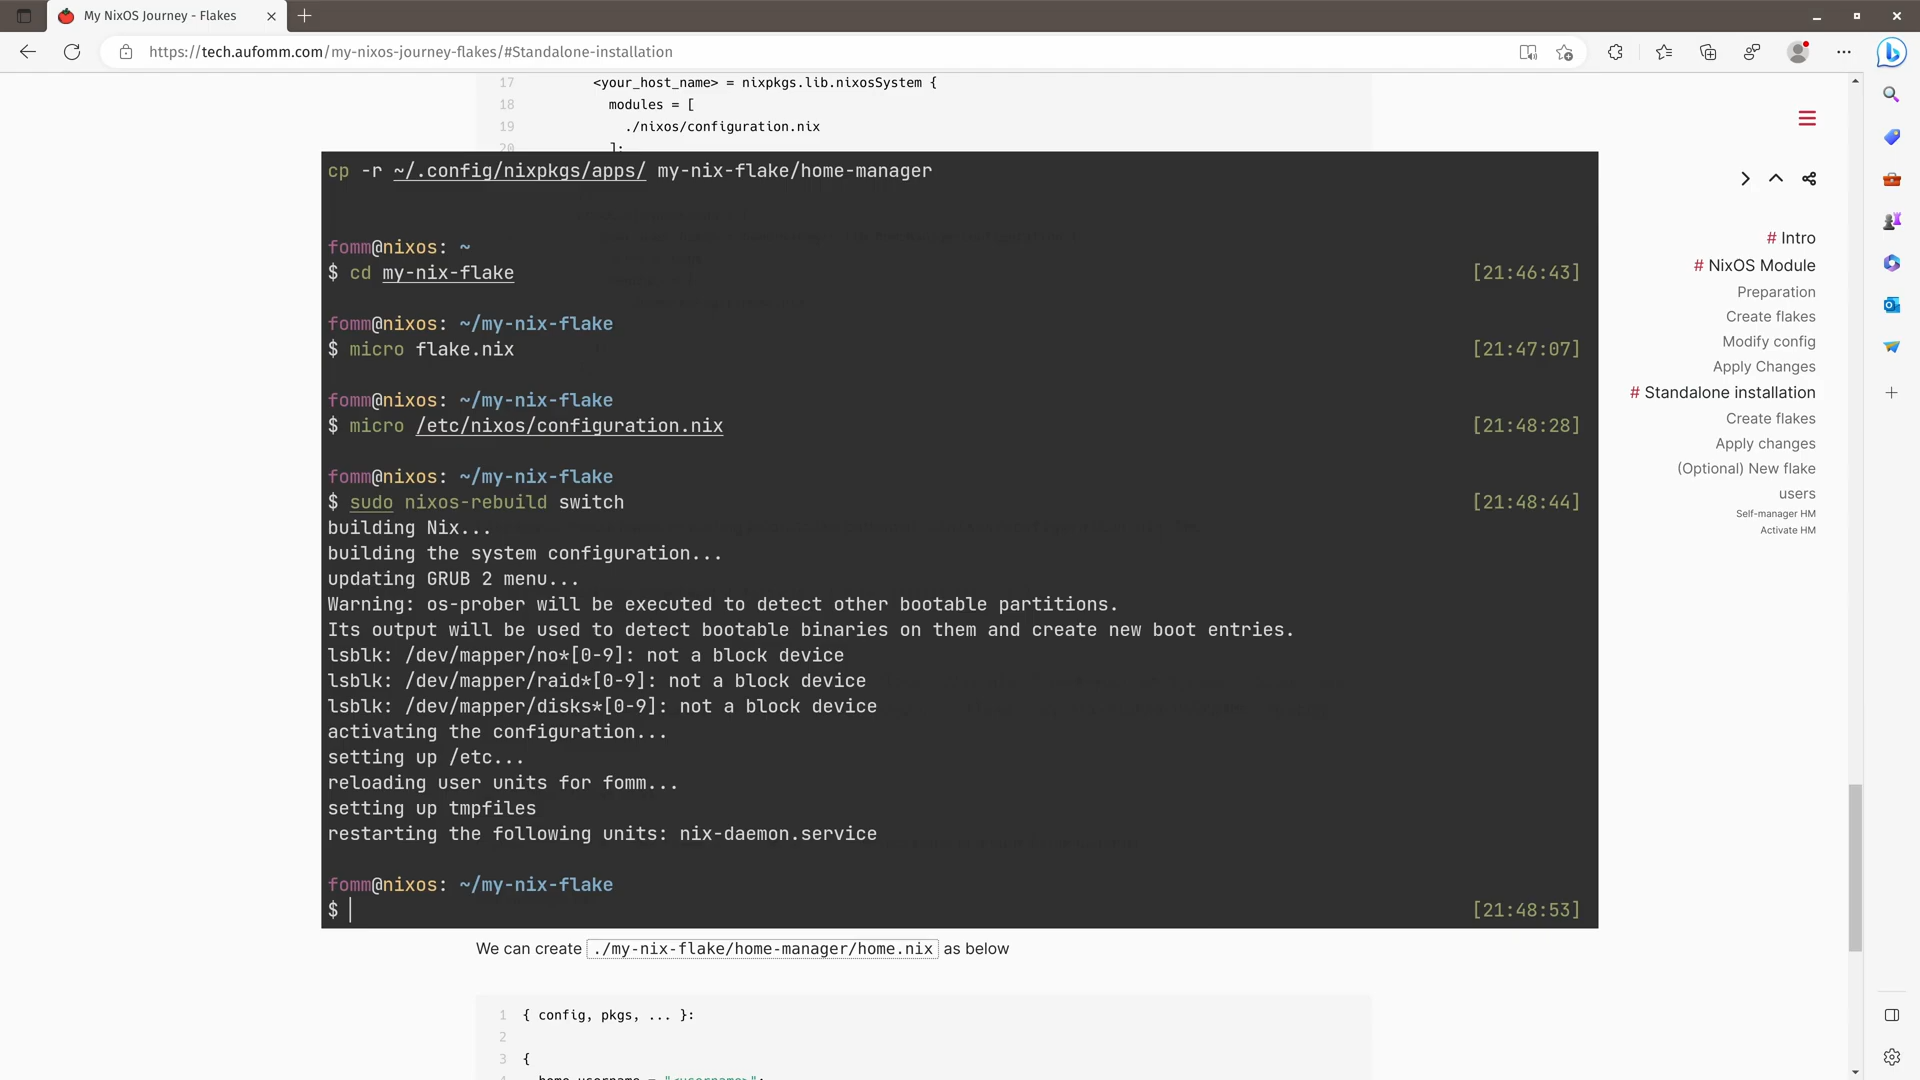 My NixOS Journey - Flakes
https://tech.aufomm.com/my-nixos-journey-flakes/#Standalone-installation
17 <your_host_name> = nixpkgs.lib.nixosSystem {
18 modules = [
19 ./nixos/configuration.nix
20 ];
cp -r ~/.config/nixpkgs/apps/ my-nix-flake/home-manager
fomm@nixos: ~
$ cd my-nix-flake [21:46:43]
fomm@nixos: ~/my-nix-flake
$ micro flake.nix [21:47:07]
fomm@nixos: ~/my-nix-flake
$ micro /etc/nixos/configuration.nix [21:48:28]
fomm@nixos: ~/my-nix-flake
$ sudo nixos-rebuild switch [21:48:44]
building Nix...
building the system configuration...
updating GRUB 2 menu...
Warning: os-prober will be executed to detect other bootable partitions.
Its output will be used to detect bootable binaries on them and create new boot entries.
lsblk: /dev/mapper/no*[0-9]: not a block device
lsblk: /dev/mapper/raid*[0-9]: not a block device
lsblk: /dev/mapper/disks*[0-9]: not a block device
activating the configuration...
setting up /etc...
reloading user units for fomm...
setting up tmpfiles
restarting the following units: nix-daemon.service
fomm@nixos: ~/my-nix-flake
$ [21:48:53]
We can create ./my-nix-flake/home-manager/home.nix as below
1 { config, pkgs, ... }:
2
3 {
4 home.username = "<username>";
# Intro
# NixOS Module
Preparation
Create flakes
Modify config
Apply Changes
# Standalone installation
Create flakes
Apply changes
(Optional) New flake
users
Self-manager HM
Activate HM